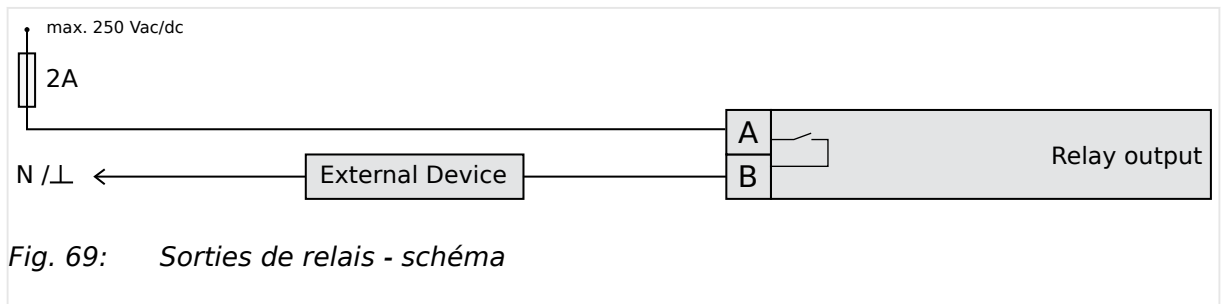 max. 250 Vac/dc
2A
A
N /⊥
External Device
B
Relay output
Fig. 69: Sorties de relais - schéma